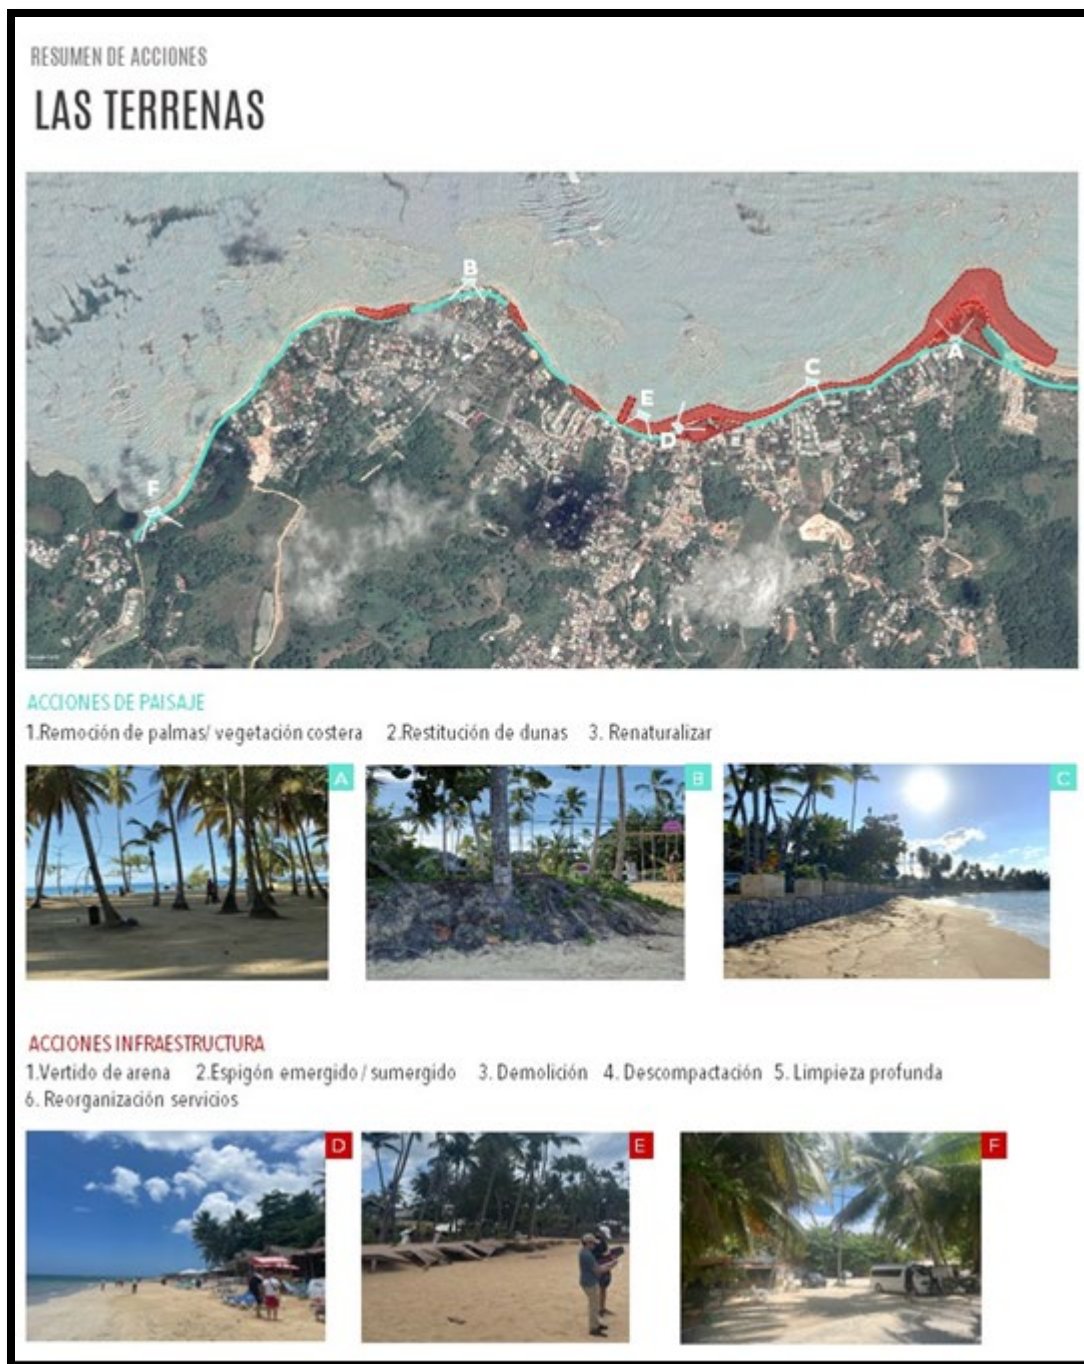 RESUMEN DE ACCIONES
LAS TERRENAS
B
A
C
E
D
F
ACCIONES DE PAISAJE
1.Remoción de palmas/ vegetación costera 2.Restitución de dunas 3. Renaturalizar
A
B
C
ACCIONES INFRAESTRUCTURA
1.Vertido de arena 2.Espigón emergido / sumergido 3. Demolición 4. Descompactación 5. Limpieza profunda
6. Reorganización servicios
D
E
F